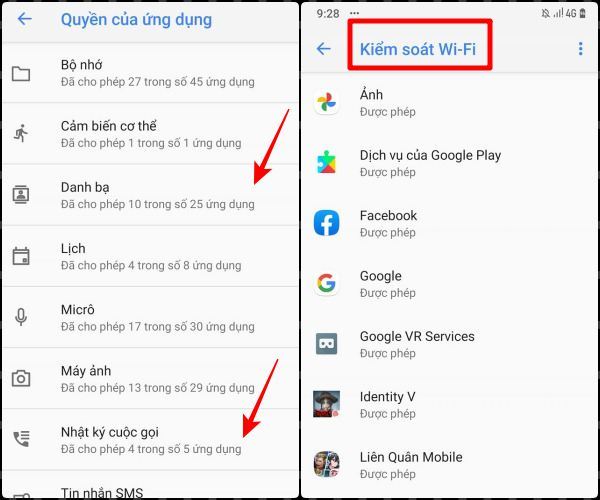 Quyền của ứng dụng
Bộ nhớ
Đã cho phép 27 trong số 45 ứng dụng
Cảm biến cơ thể
Đã cho phép 1 trong số 1 ứng dụng
Danh bạ
Đã cho phép 10 trong số 25 ứng dụng
Lịch
Đã cho phép 4 trong số 8 ứng dụng
Micrô
Đã cho phép 17 trong số 30 ứng dụng
Máy ảnh
Đã cho phép 13 trong số 29 ứng dụng
Nhật ký cuộc gọi
Đã cho phép 4 trong số 5 ứng dụng
Tin nhắn SMS
9:28
4G
Kiểm soát Wi-Fi
Ảnh
Được phép
Dịch vụ của Google Play
Được phép
Facebook
Được phép
Google
Được phép
Google VR Services
Được phép
Identity V
Được phép
Liên Quân Mobile
Được phép